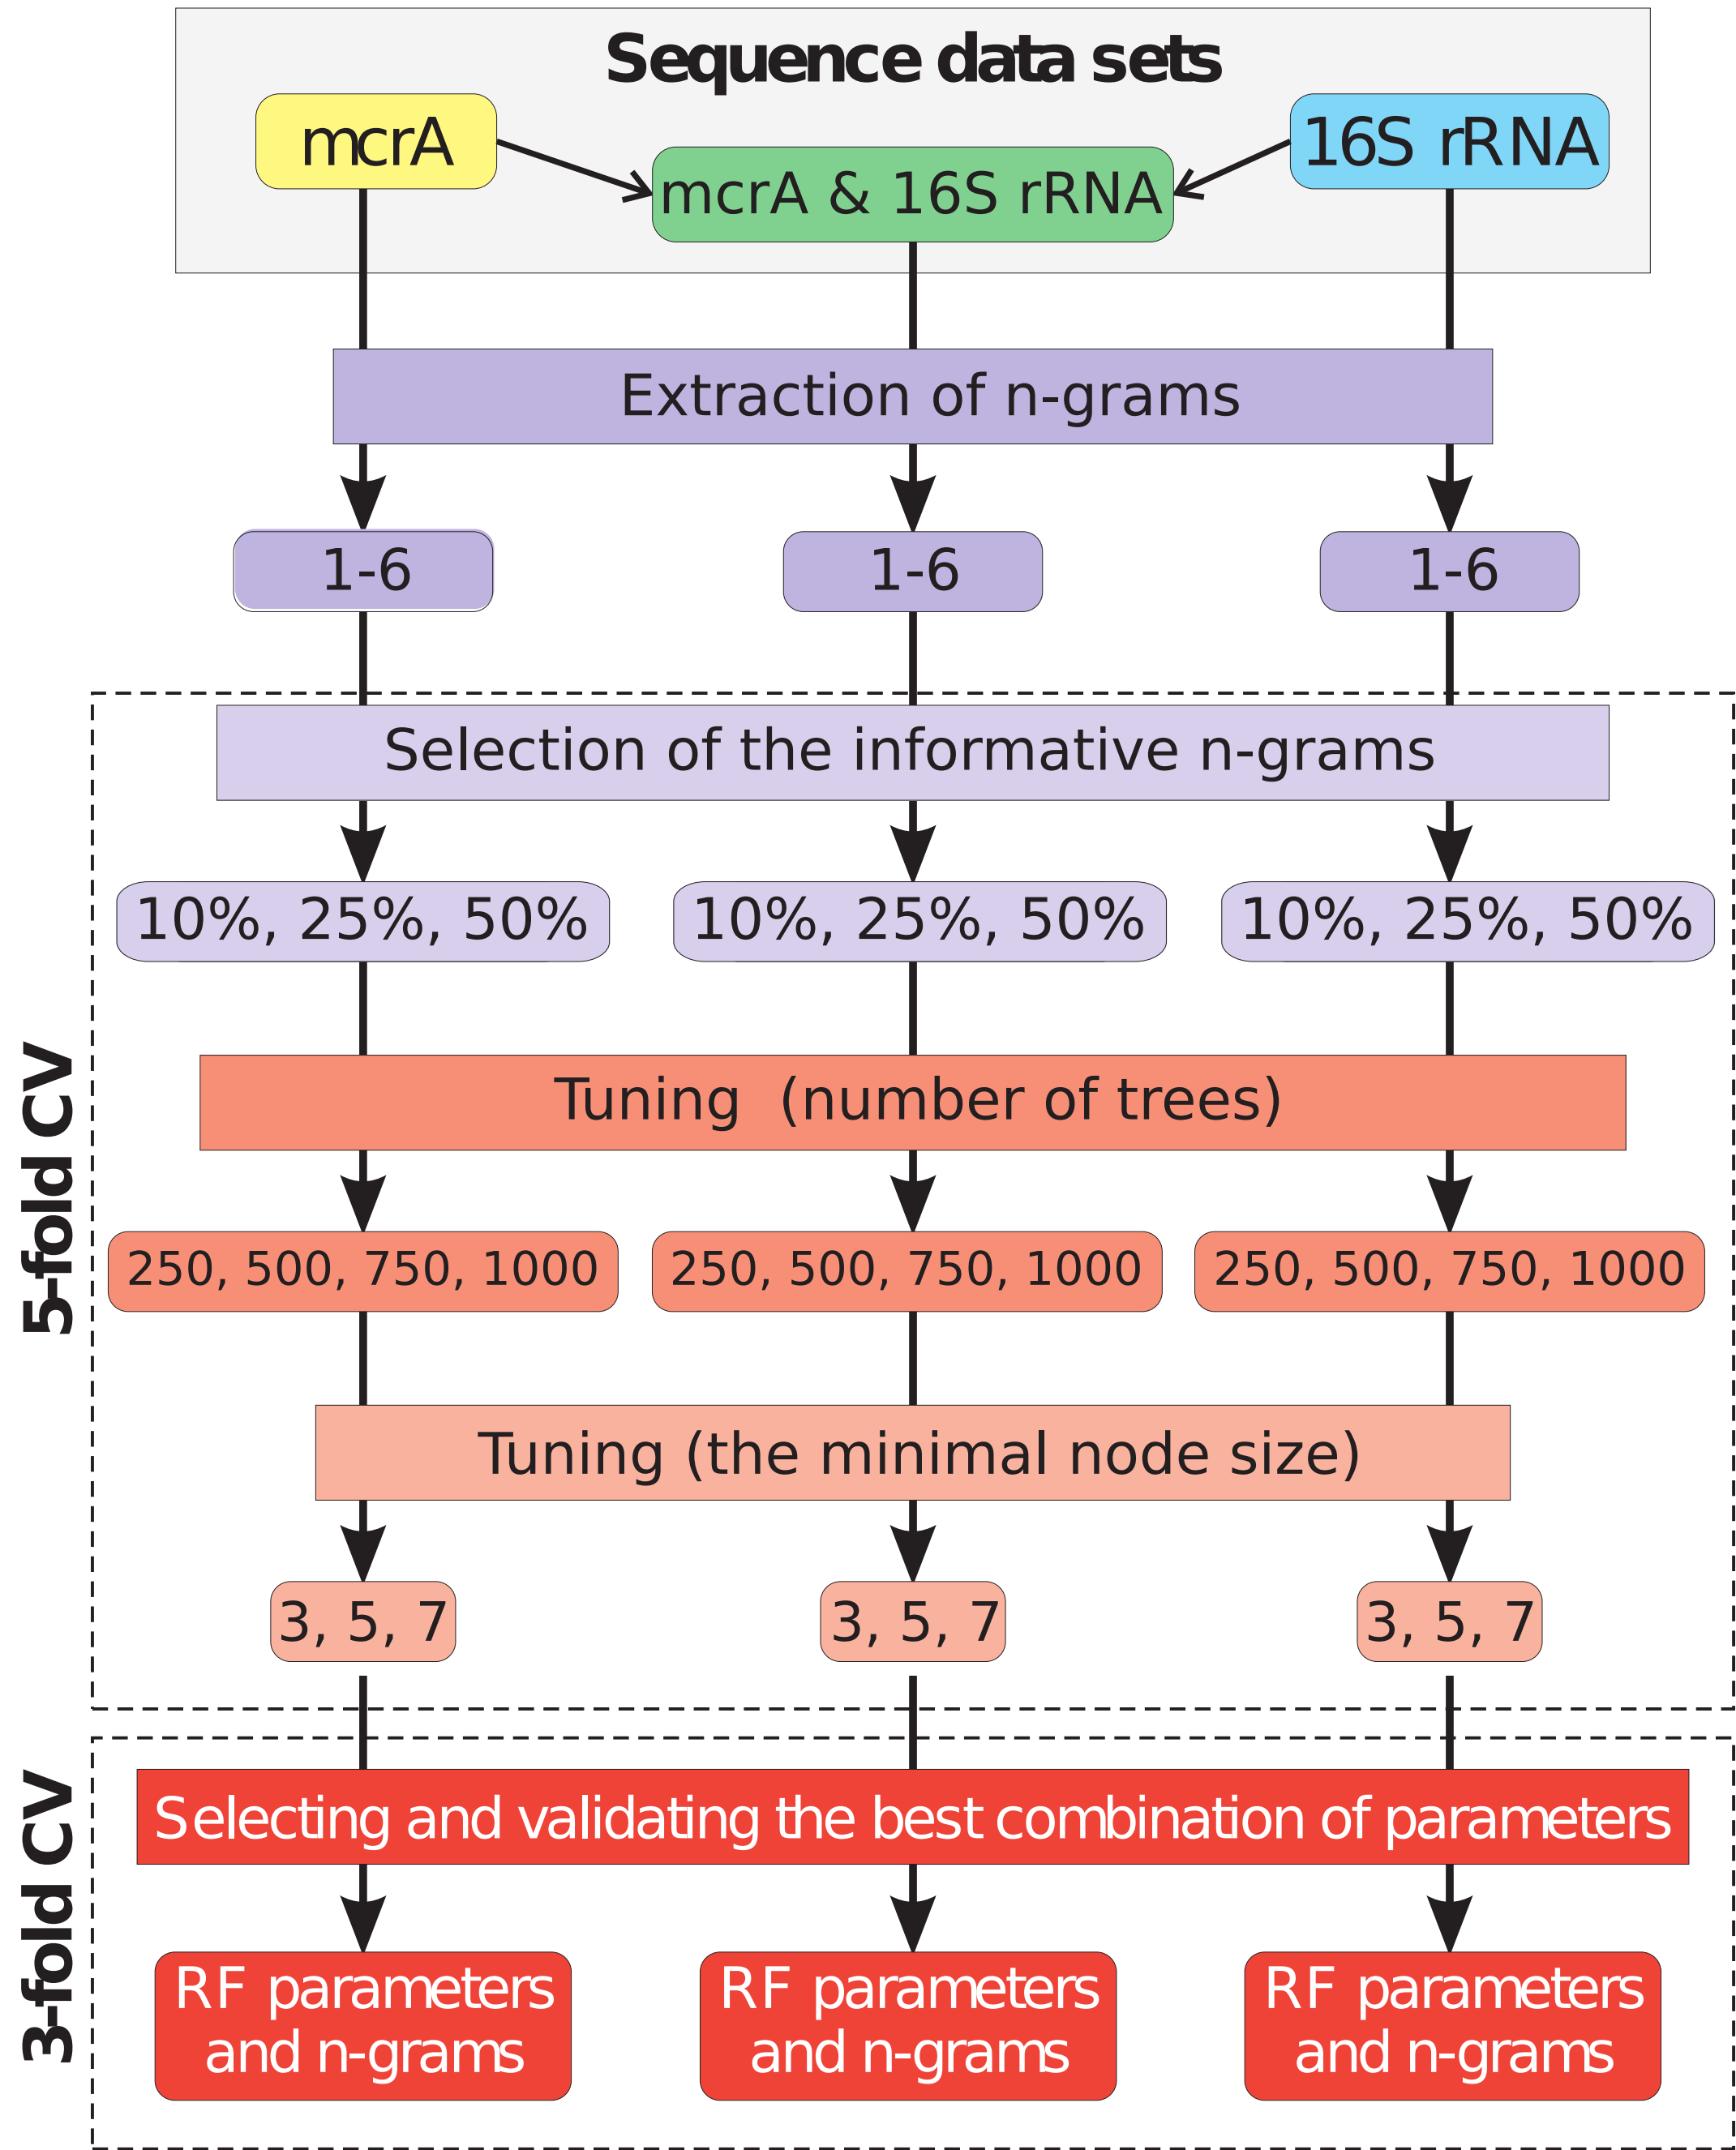 Sequence data sets
mcrA
16S rRNA
mcrA & 16S rRNA
Extraction of n-grams
1-6
1-6
1-6
Selection of the informative n-grams
10%, 25%, 50%
10%, 25%, 50%
10%, 25%, 50%
5-fold CV
Tuning (number of trees)
250, 500, 750, 1000
250, 500, 750, 1000
250, 500, 750, 1000
Tuning (the minimal node size)
3, 5, 7
3, 5, 7
3, 5, 7
3-fold CV
Selecting and validating the best combination of parameters
RF parameters
and n-grams
RF parameters
and n-grams
RF parameters
and n-grams